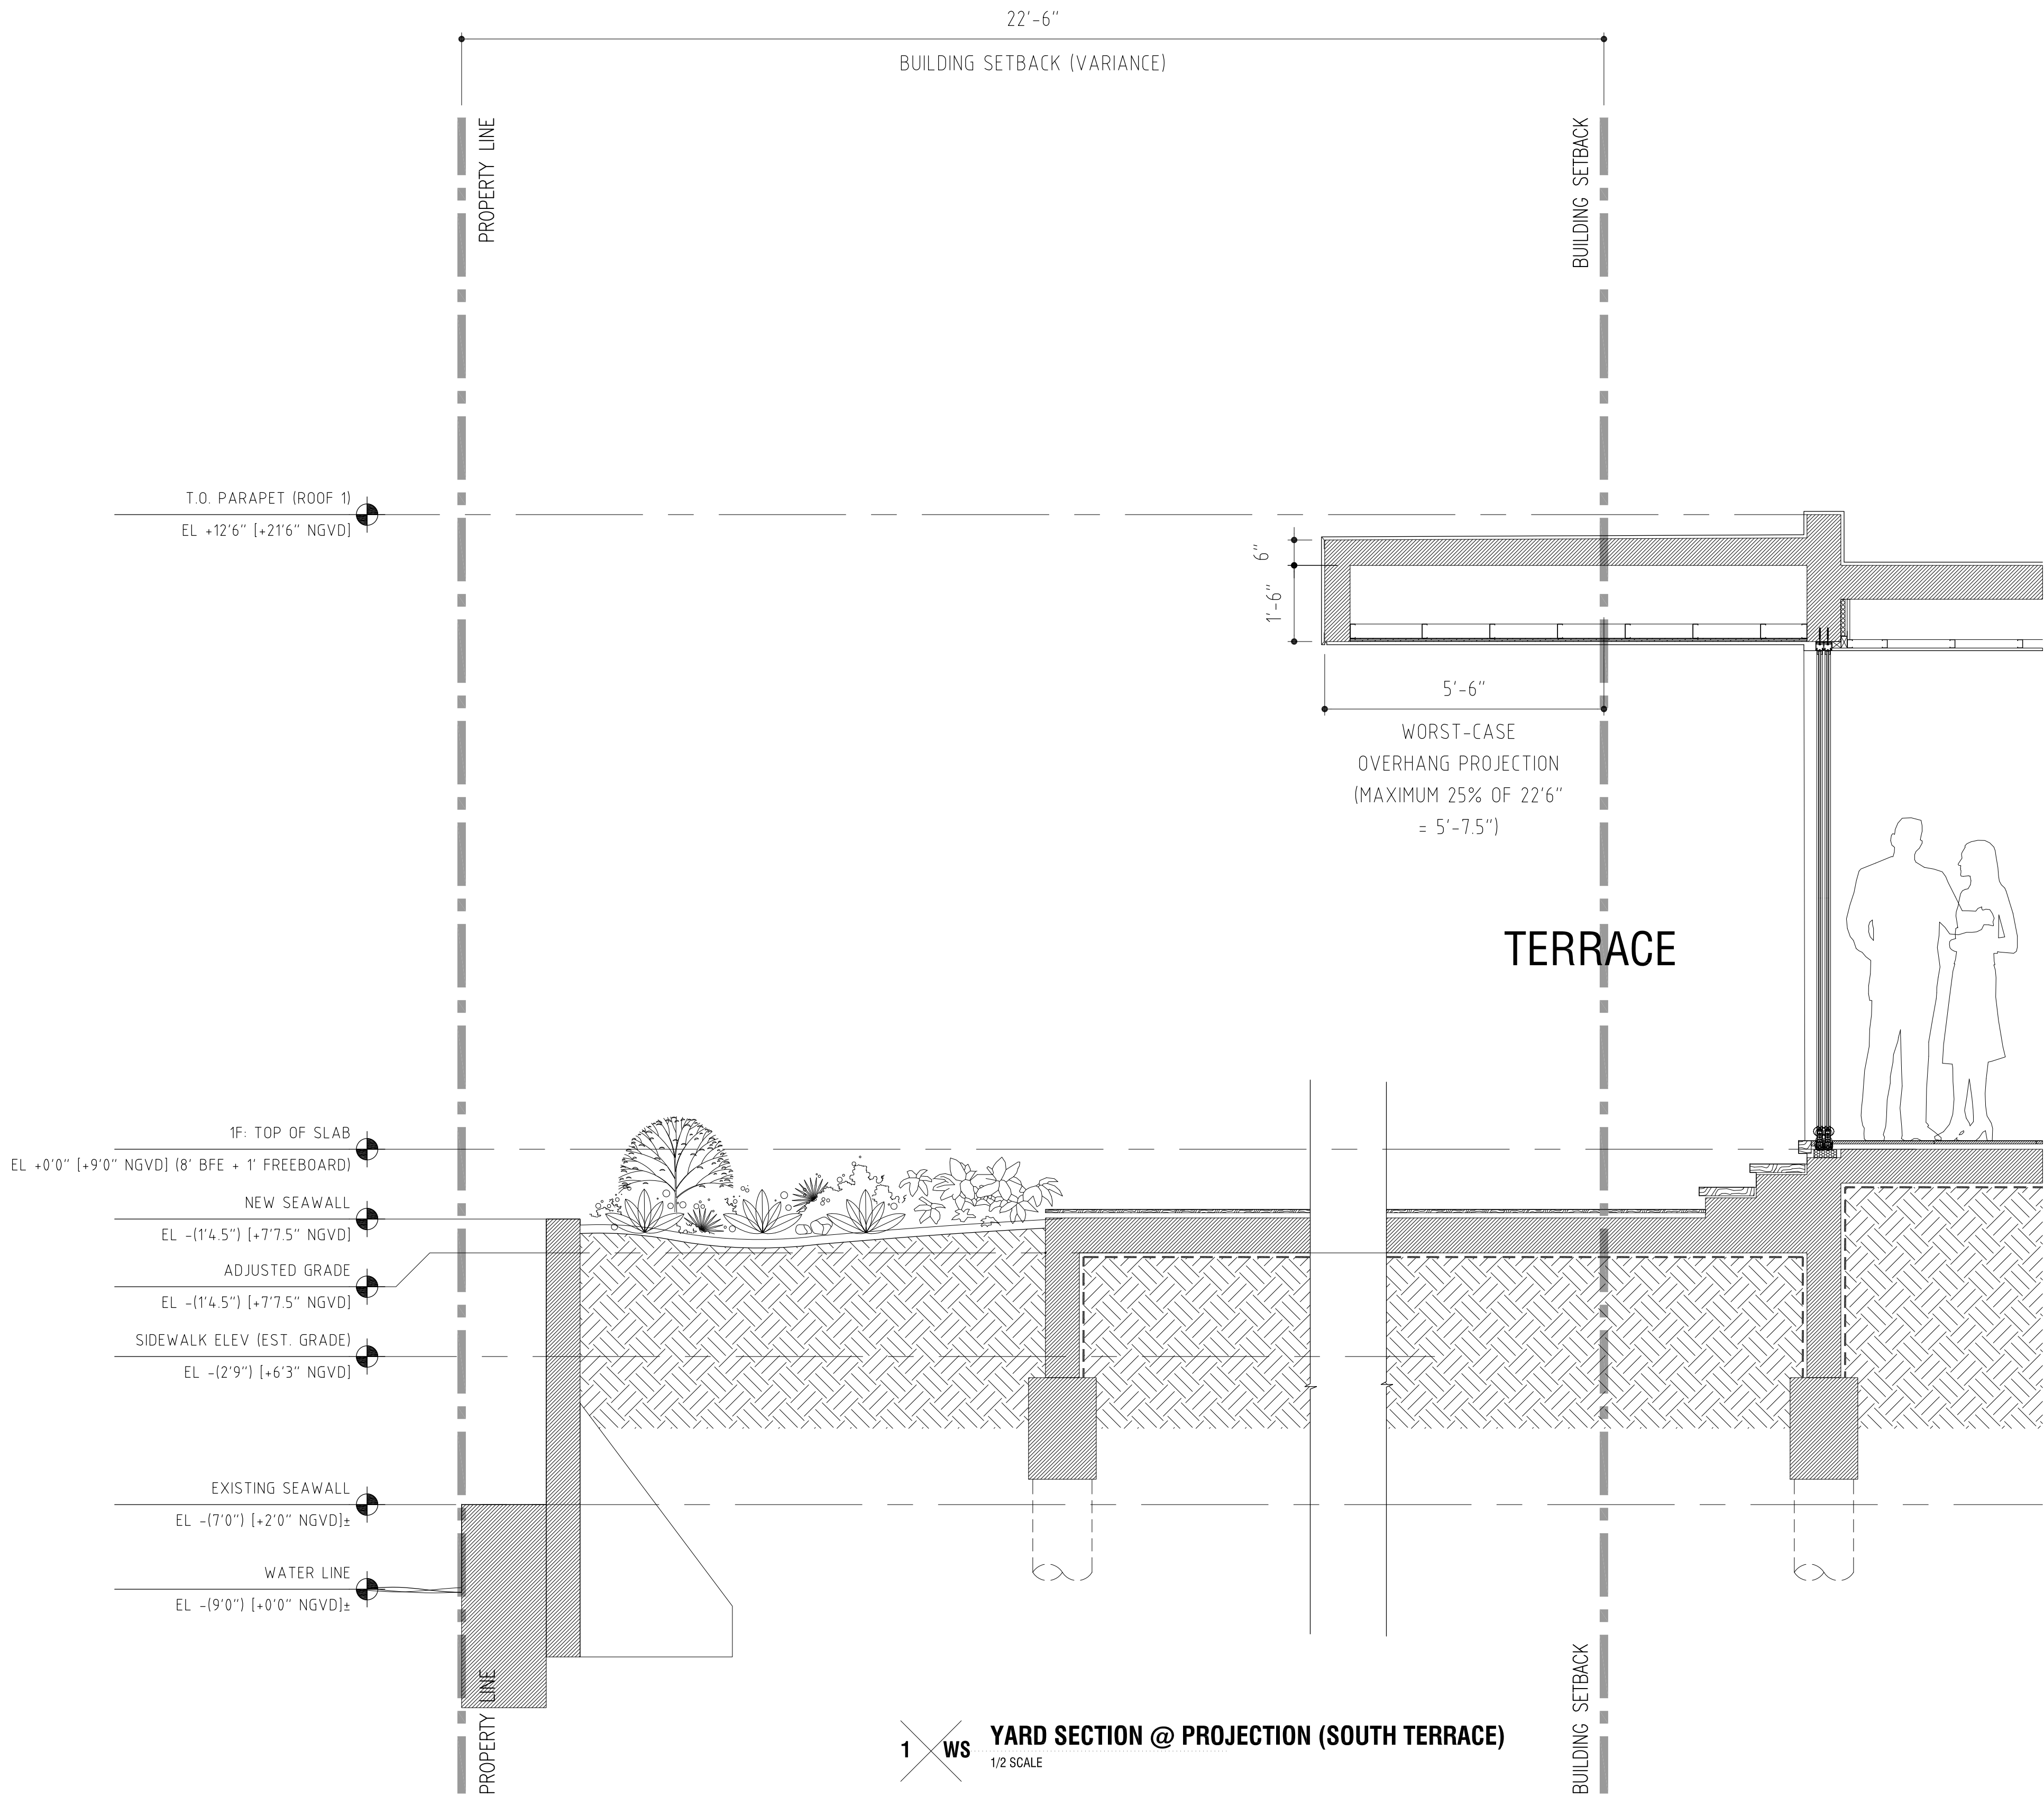 22'-6"
BUILDING SETBACK (VARIANCE)
PROPERTY LINE
BUILDING SETBACK
T.O. PARAPET (ROOF 1)
EL +12'6" [+21'6" NGVD]
6"
1'-6"
5'-6"
WORST-CASE
OVERHANG PROJECTION
(MAXIMUM 25% OF 22'6"
= 5'-7.5")
TERRACE
1F: TOP OF SLAB
EL +0'0" [+9'0" NGVD] (8' BFE + 1' FREEBOARD)
NEW SEAWALL
EL -(1'4.5") [+7'7.5" NGVD]
ADJUSTED GRADE
EL -(1'4.5") [+7'7.5" NGVD]
SIDEWALK ELEV (EST. GRADE)
EL -(2'9") [+6'3" NGVD]
EXISTING SEAWALL
EL -(7'0") [+2'0" NGVD]±
WATER LINE
EL -(9'0") [+0'0" NGVD]±
PROPERTY LINE
BUILDING SETBACK
1 WS
YARD SECTION @ PROJECTION (SOUTH TERRACE)
1/2 SCALE